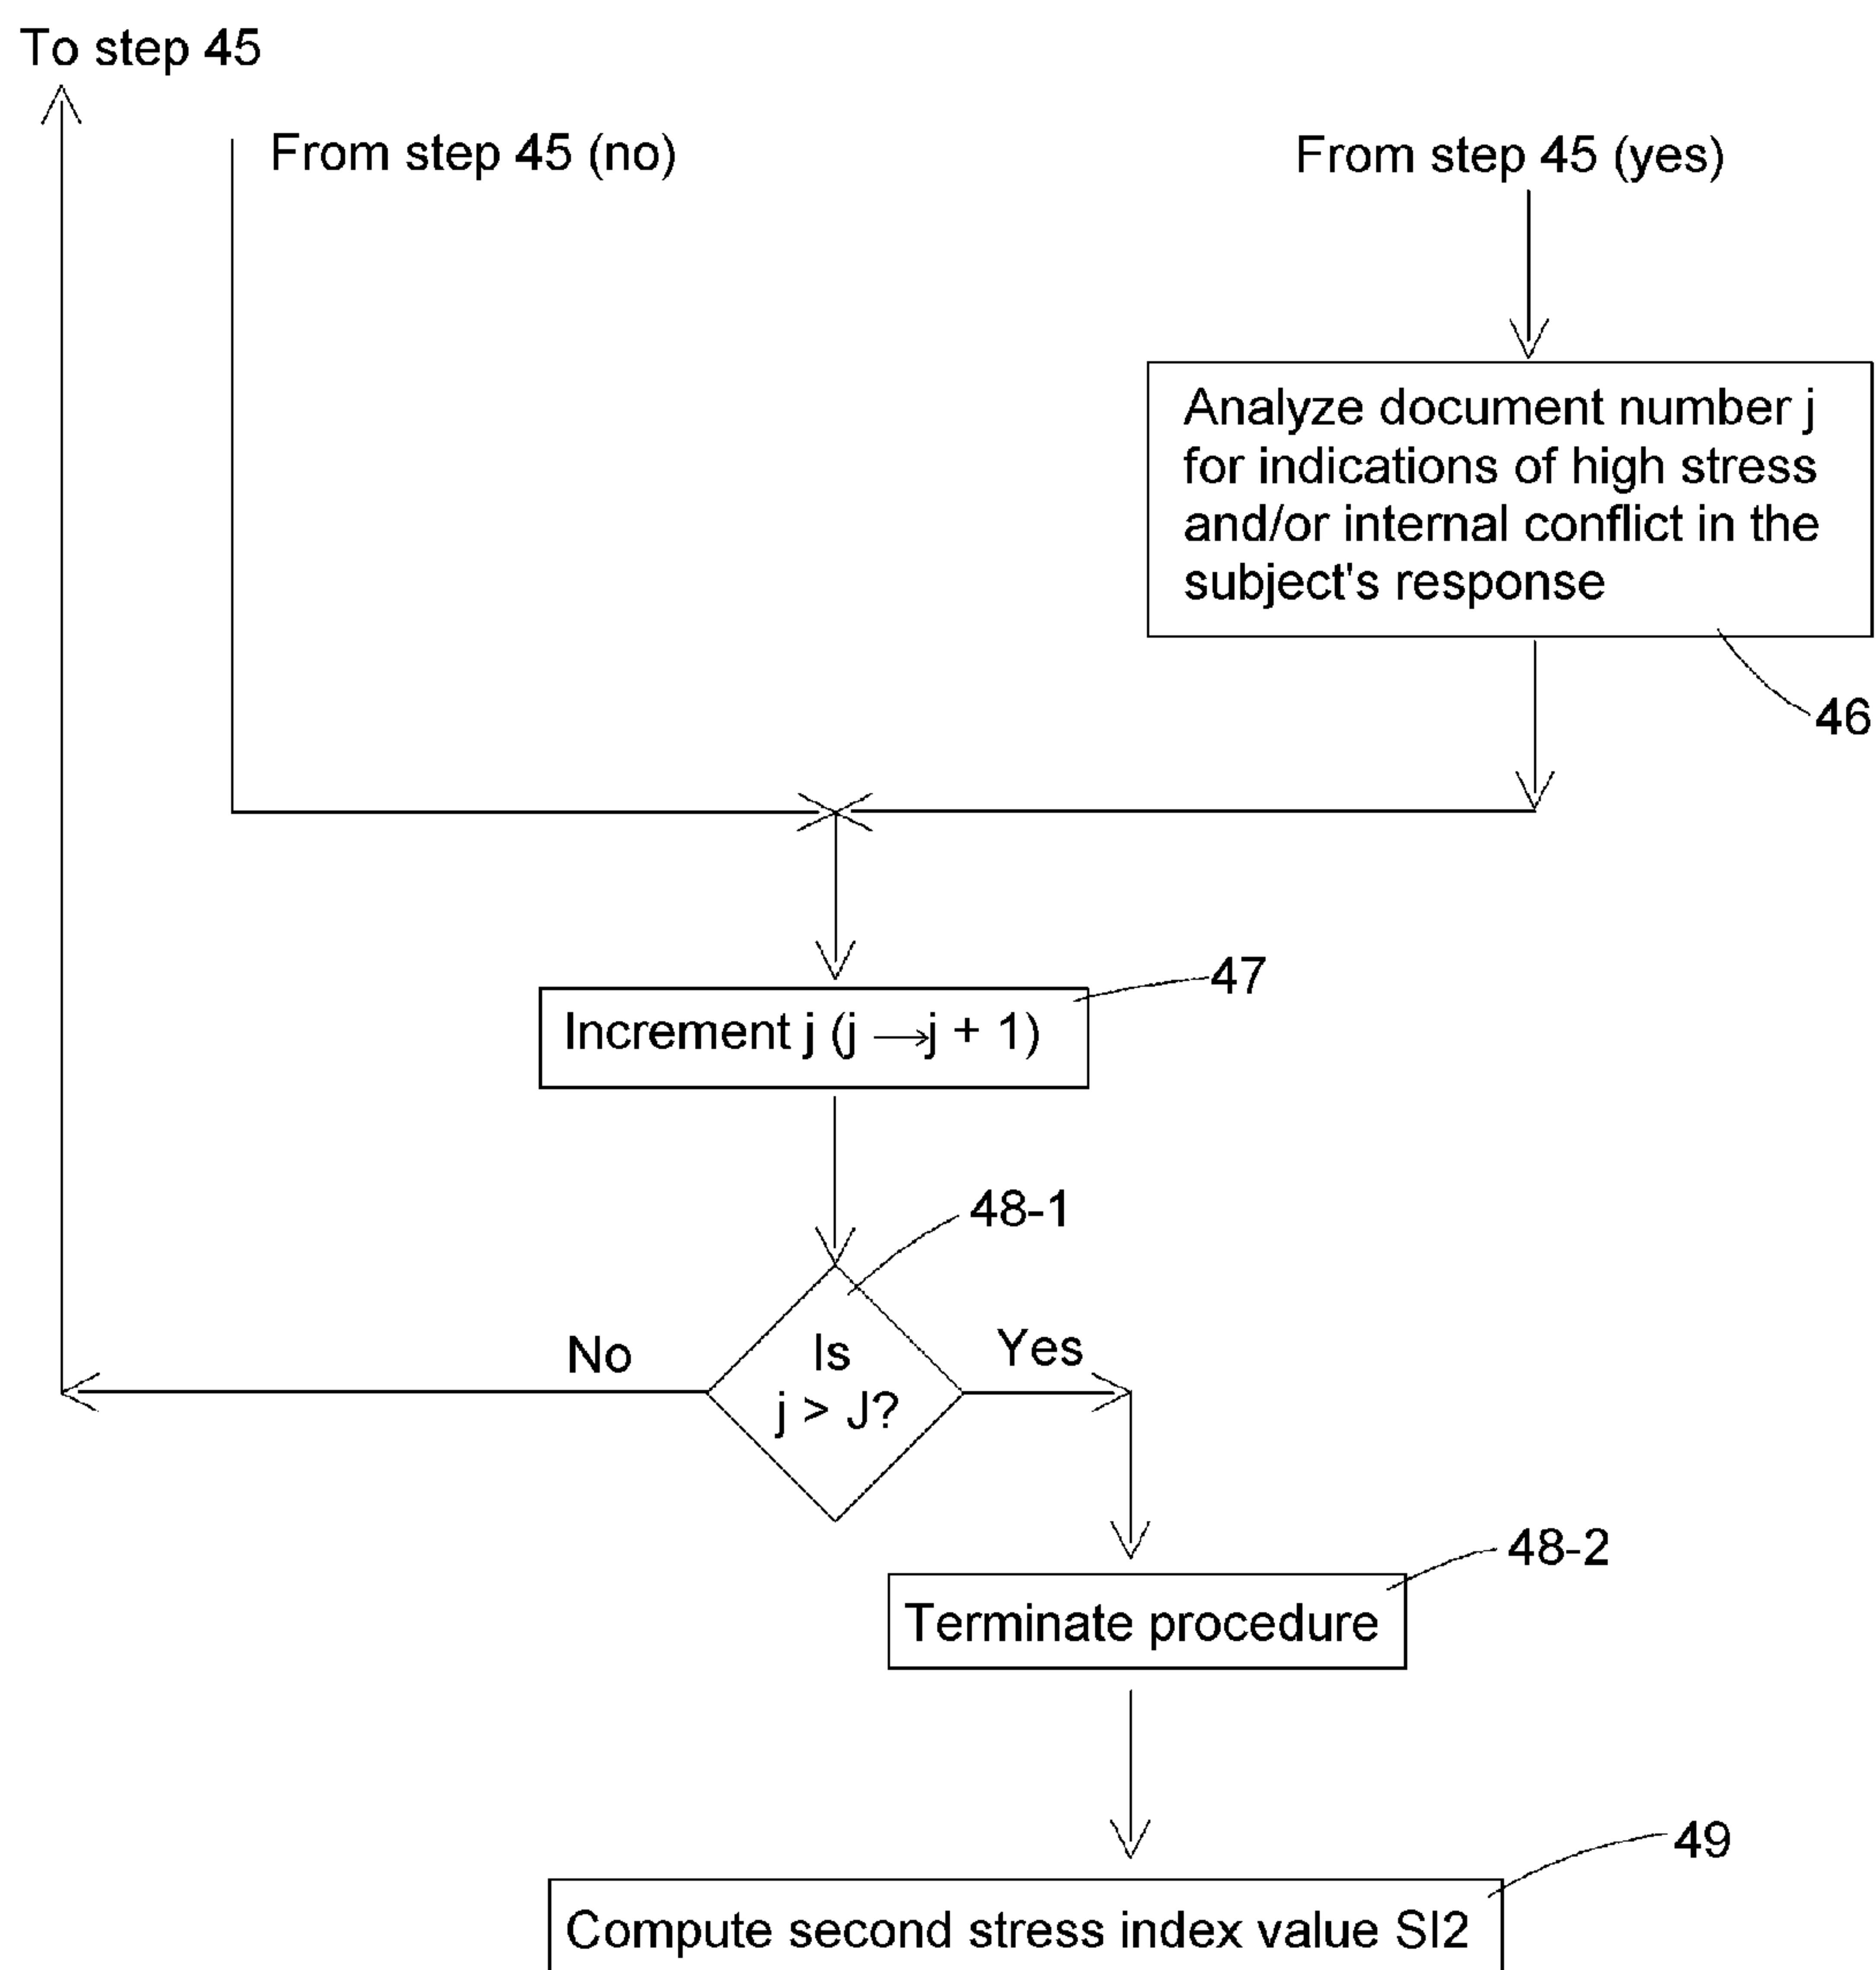 To step 45
From step 45 (no)
From step 45 (yes)
Analyze document number j
for indications of high stress
and/or internal conflict in the
subject's response
46
47
Increment j (j → j + 1)
48-1
Is
j > J?
No
Yes
48-2
Terminate procedure
49
Compute second stress index value SI2